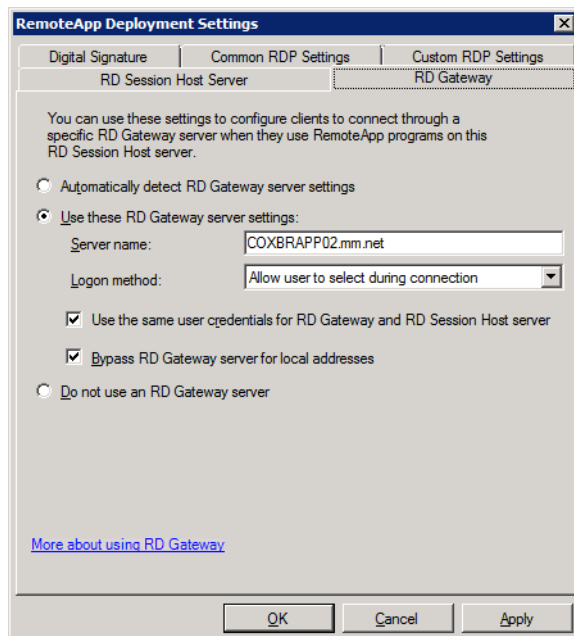 RemoteApp Deployment Settings
Digital Signature Common RDP Settings Custom RDP Settings
RD Session Host Server RD Gateway
You can use these settings to configure clients to connect through a
specific RD Gateway server when they use RemoteApp programs on this
RD Session Host server.
Automatically detect RD Gateway server settings
Use these RD Gateway server settings:
Server name: COXBRAPP02.mm.net
Logon method: Allow user to select during connection
Use the same user credentials for RD Gateway and RD Session Host server
Bypass RD Gateway server for local addresses
Do not use an RD Gateway server
More about using RD Gateway
OK Cancel Apply